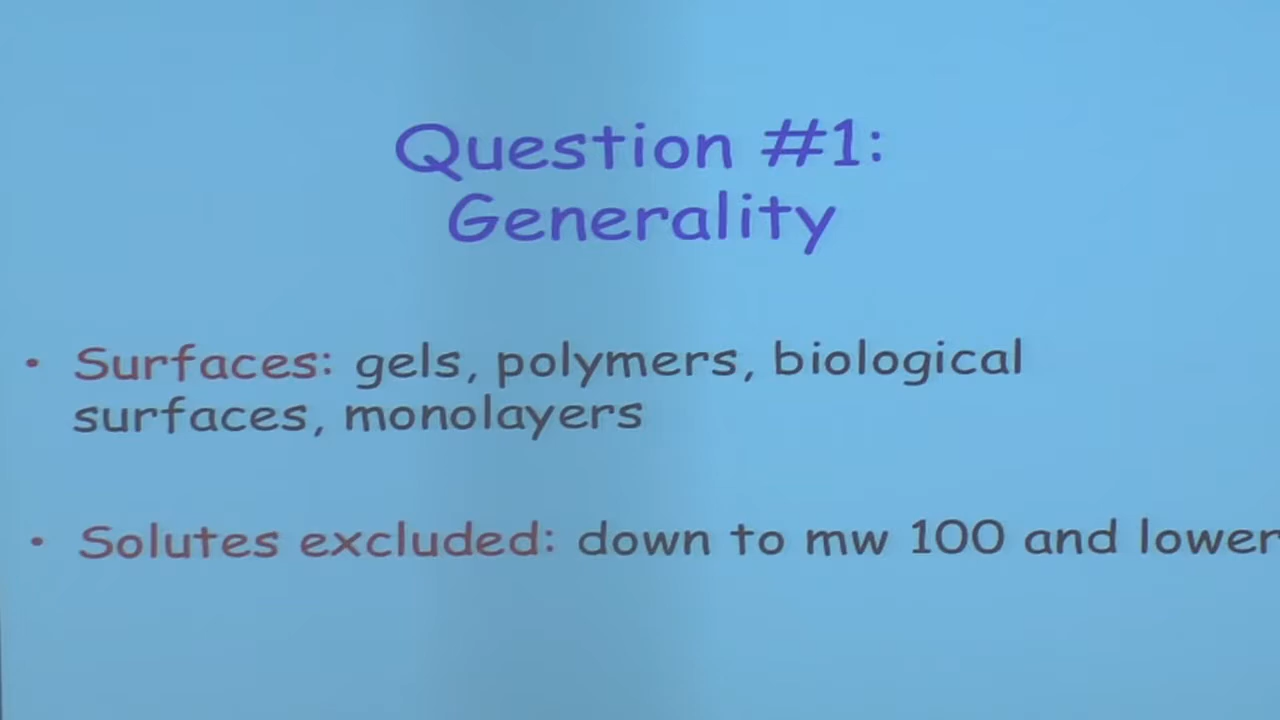 Question #1:
Generality
• Surfaces: gels, polymers, biological
surfaces, monolayers
• Solutes excluded: down to mw 100 and lower